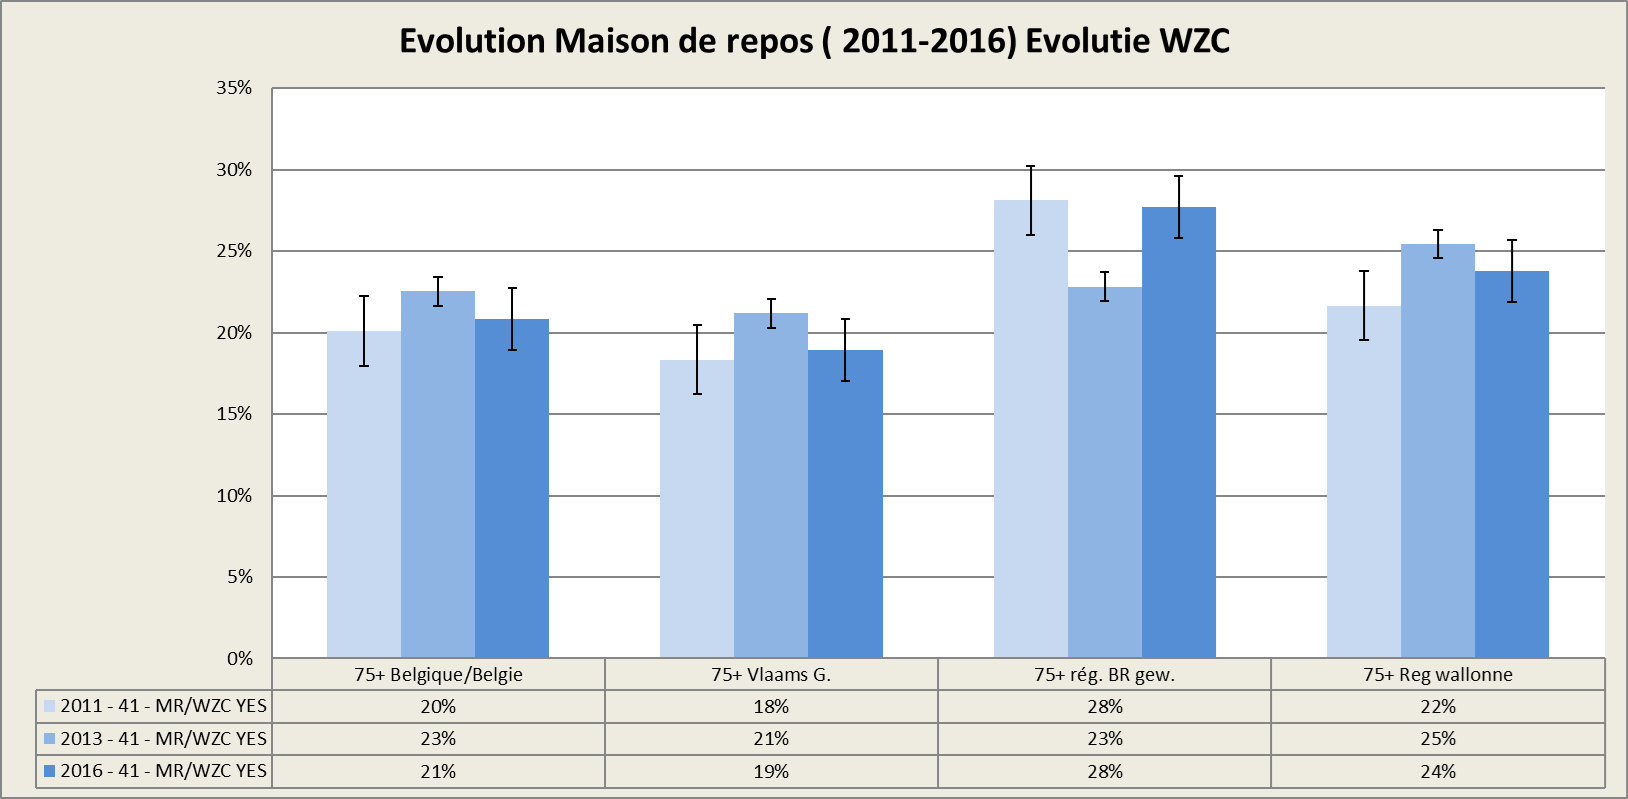 Evolution Maison de repos ( 2011-2016) Evolutie WZC
35%
30%
25%
20%
15%
10%
5%
0%
75+ Belgique/Belgie 75+ Vlaams G. 75+ rég. BR gew. 75+ Reg wallonne
2011 - 41 - MR/WZC YES 20% 18% 28% 22%
2013 - 41 - MR/WZC YES 23% 21% 23% 25%
2016 - 41 - MR/WZC YES 21% 19% 28% 24%